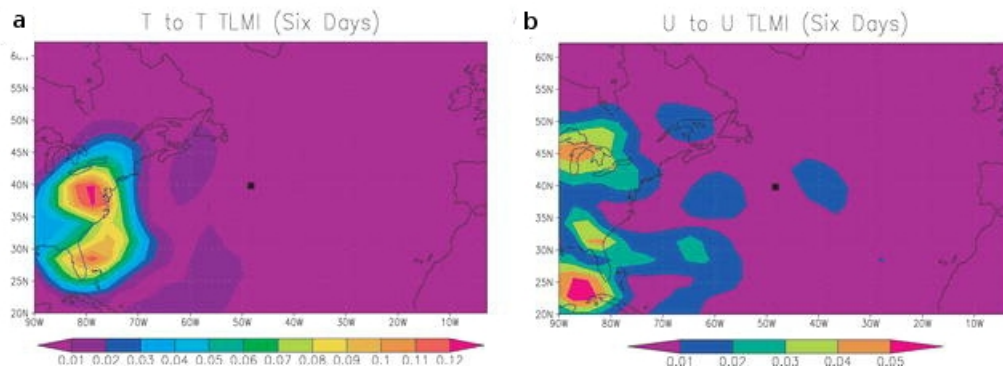 a
T to T TLMI (Six Days)
50N
45N
40N
35N
30N
25N
20N
90W 80W 70W 60W 50W 40W 30W 20W 10W
0.01 0.02 0.03 0.04 0.05 0.06 0.07 0.08 0.09 0.1 0.11 0.12
b
U to U TLMI (Six Days)
60N
55N
50N
45N
40N
35N
30N
25N
20N
90W 80W 70W 60W 50W 40W 30W 20W 10W
0.01 0.02 0.03 0.04 0.05